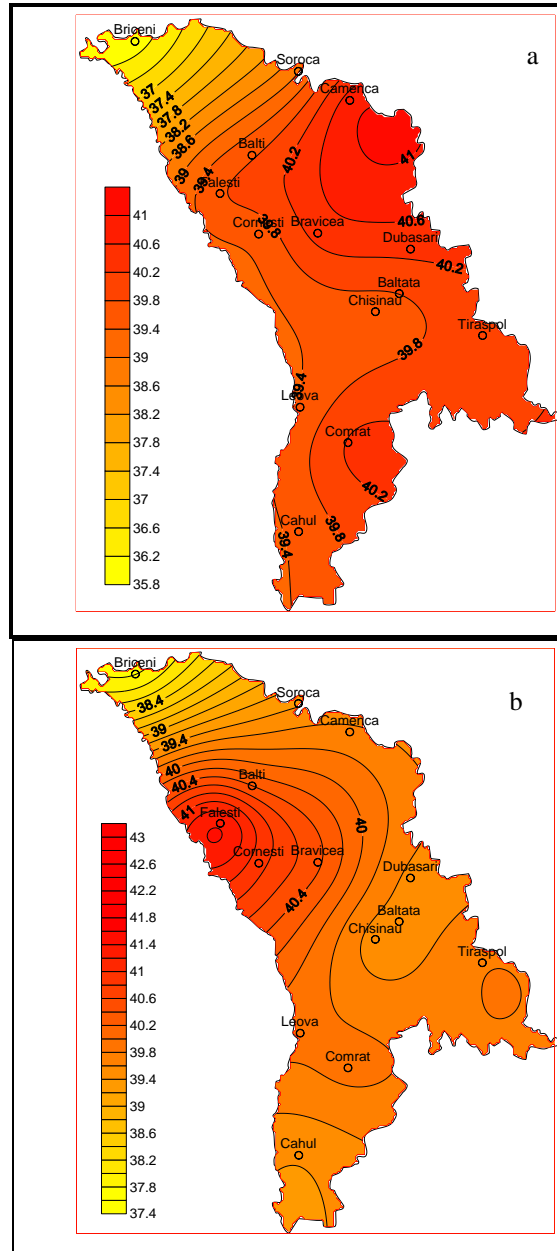 a
Briceni
Soroca
Camenca
37
37.4
37.8
38.2
38.6
39
39.4
Balti
Falesti
40.2
41
Cornesti
39.8
Bravicea
40.6
Dubasari
40.2
Baltata
Chisinau
Tiraspol
39.8
39.4
Leova
Comrat
40.2
Cahul
39.8
39.4
41
40.6
40.2
39.8
39.4
39
38.6
38.2
37.8
37.4
37
36.6
36.2
35.8
b
Briceni
38.4
Soroca
39
39.4
Camenca
40
40.4
Balti
41
Falesti
40
Cornesti
Bravicea
Dubasari
40.4
Baltata
Chisinau
Tiraspol
Leova
Comrat
Cahul
43
42.6
42.2
41.8
41.4
41
40.6
40.2
39.8
39.4
39
38.6
38.2
37.8
37.4